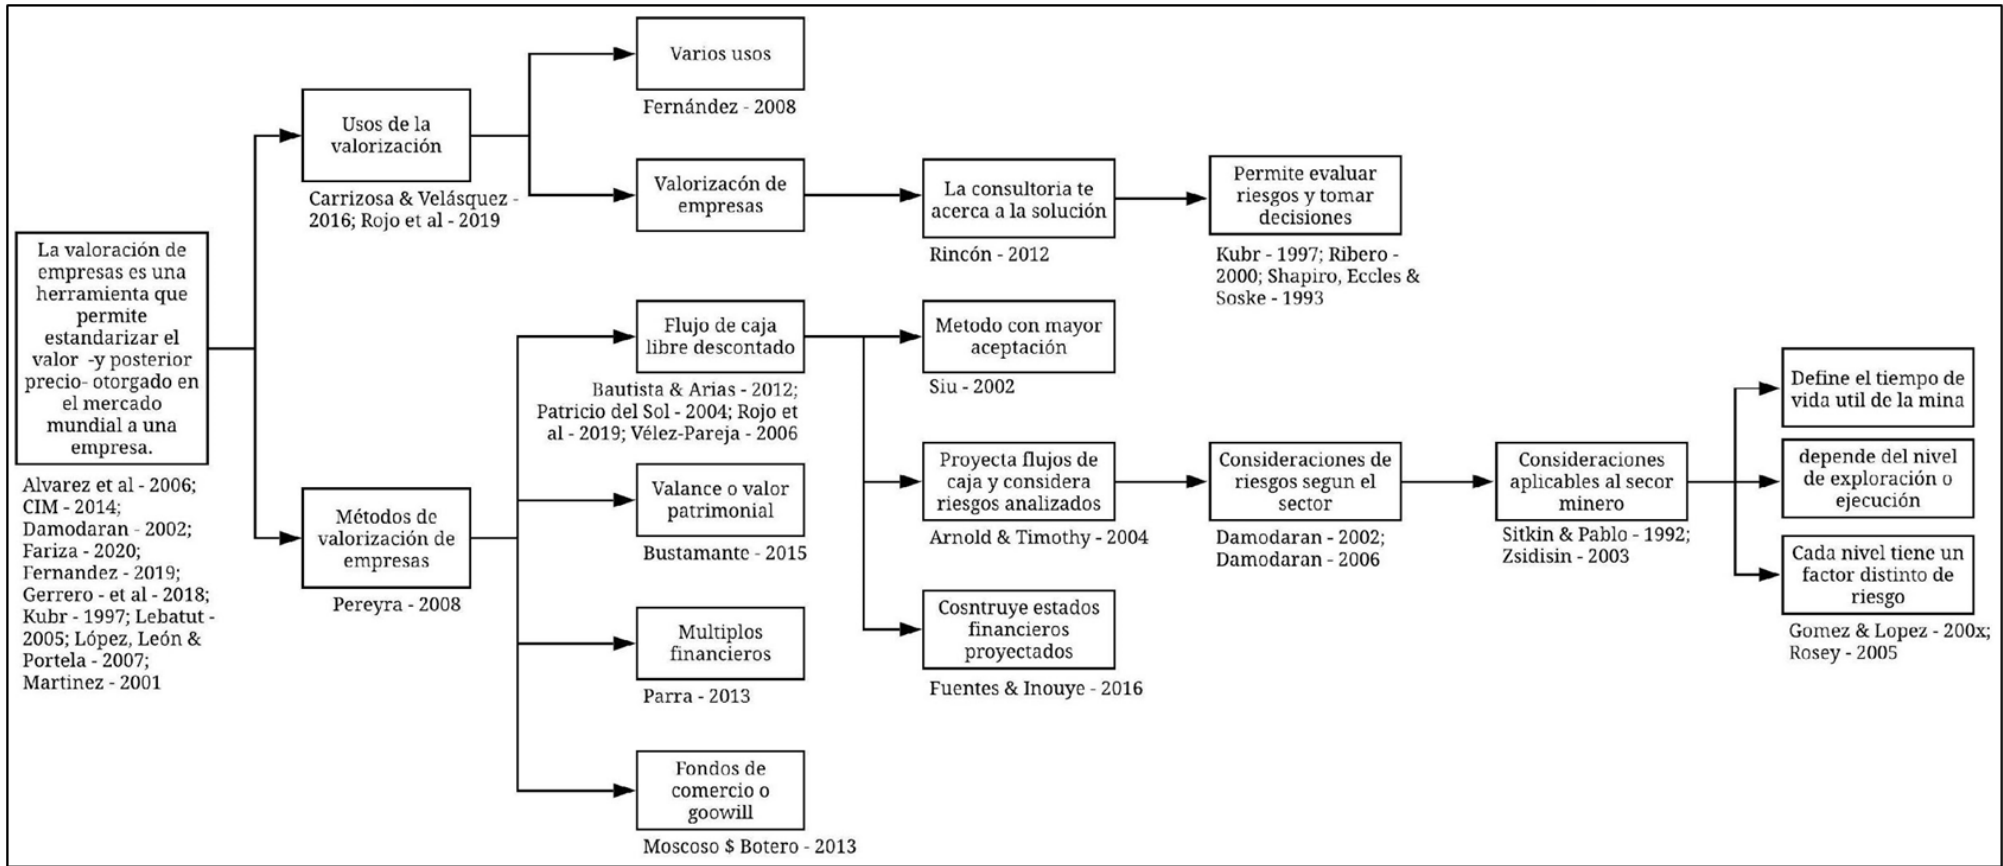 La valoración de
empresas es una
herramienta que
permite
estandarizar el
valor -y posterior
precio- otorgado en
el mercado
mundial a una
empresa.
Alvarez et al - 2006;
CIM - 2014;
Damodaran - 2002;
Fariza - 2020;
Fernandez - 2019;
Gerrero - et al - 2018;
Kubr - 1997; Lebatut -
2005; López, León &
Portela - 2007;
Martinez - 2001
Usos de la
valorización
Carrizosa & Velásquez -
2016; Rojo et al - 2019
Varios usos
Fernández - 2008
Valorizacón de
empresas
La consultoria te
acerca a la solución
Rincón - 2012
Permite evaluar
riesgos y tomar
decisiones
Kubr - 1997; Ribero -
2000; Shapiro, Eccles &
Soske - 1993
Métodos de
valorización de
empresas
Pereyra - 2008
Flujo de caja
libre descontado
Bautista & Arias - 2012;
Patricio del Sol - 2004; Rojo et
al - 2019; Vélez-Pareja - 2006
Metodo con mayor
aceptación
Siu - 2002
Proyecta flujos de
caja y considera
riesgos analizados
Arnold & Timothy - 2004
Consideraciones de
riesgos segun el
sector
Damodaran - 2002;
Damodaran - 2006
Consideraciones
aplicables al secor
minero
Sitkin & Pablo - 1992;
Zsidisin - 2003
Define el tiempo de
vida util de la mina
depende del nivel
de exploración o
ejecución
Cada nivel tiene un
factor distinto de
riesgo
Gomez & Lopez - 200x;
Rosey - 2005
Cosntruye estados
financieros
proyectados
Fuentes & Inouye - 2016
Valance o valor
patrimonial
Bustamante - 2015
Multiplos
financieros
Parra - 2013
Fondos de
comercio o
goowill
Moscoso $ Botero - 2013